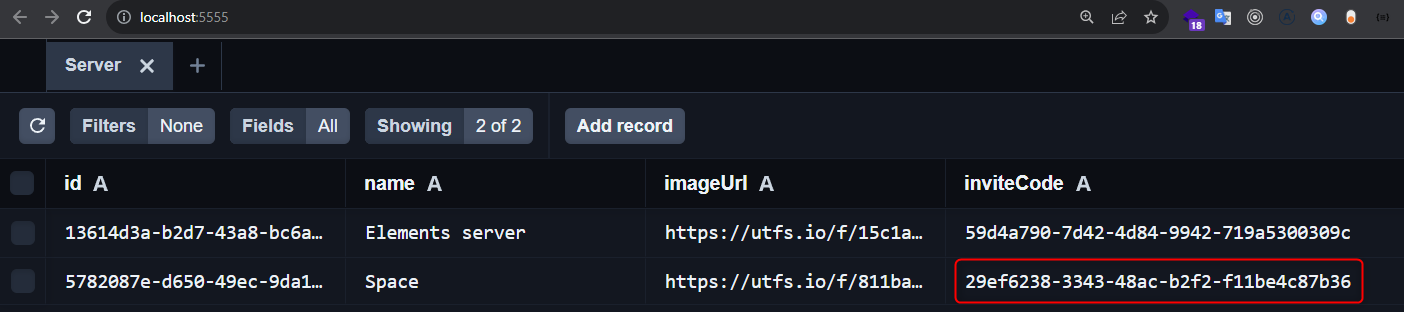 localhost:5555
18
Server
Filters None Fields All Showing 2 of 2 Add record
id A name A imageUrl A inviteCode A
13614d3a-b2d7-43a8-bc6a… Elements server https://utfs.io/f/15c1a… 59d4a790-7d42-4d84-9942-719a5300309c
5782087e-d650-49ec-9da1… Space https://utfs.io/f/811ba… 29ef6238-3343-48ac-b2f2-f11be4c87b36